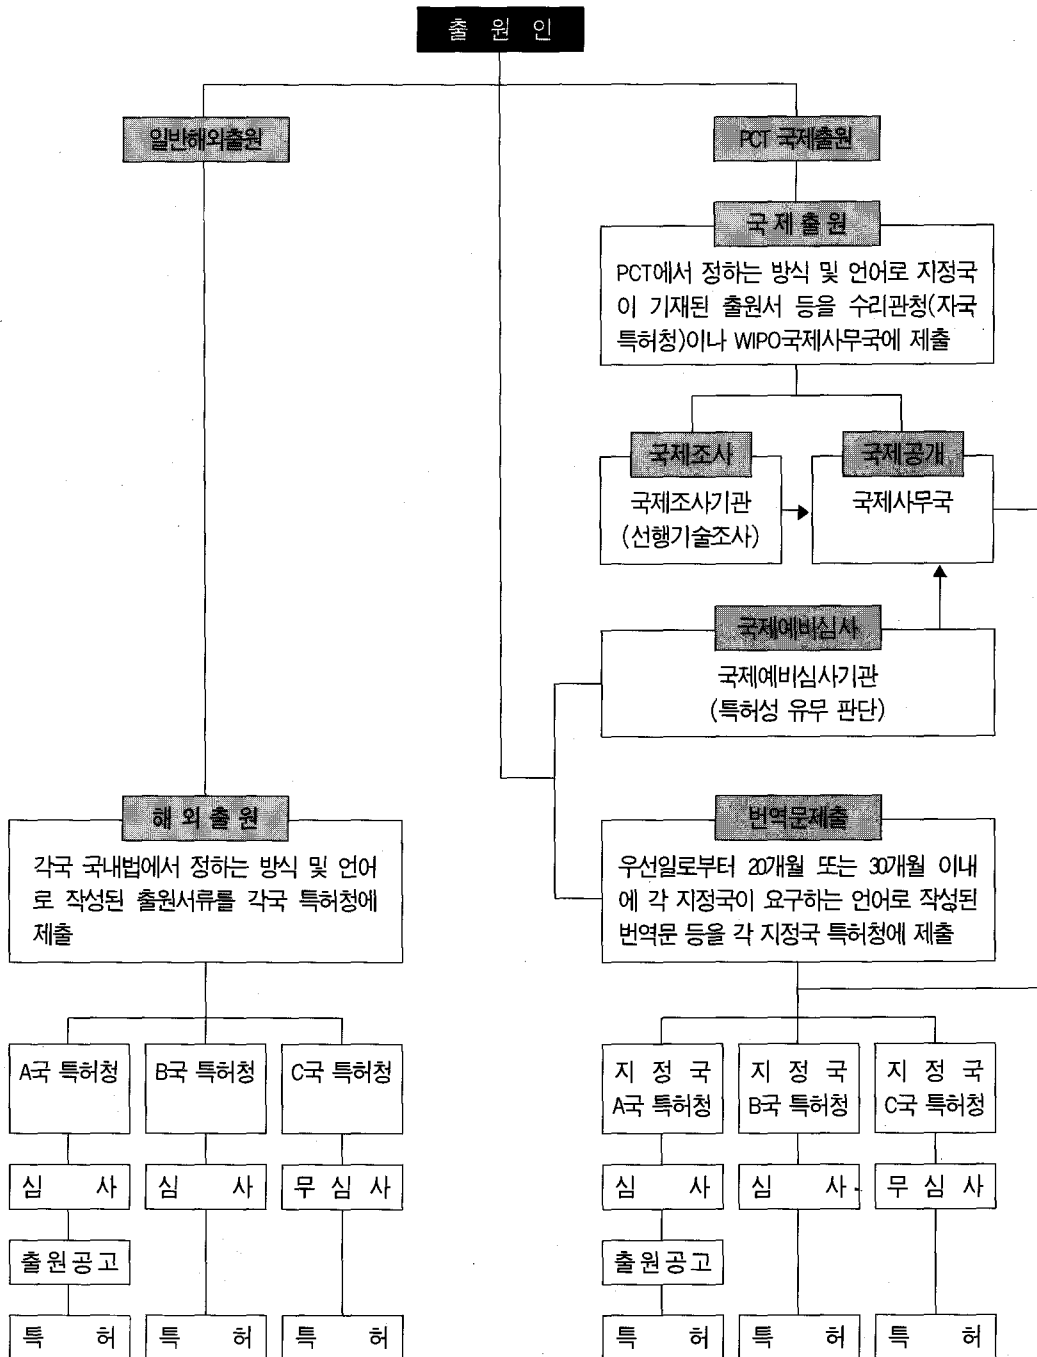 출 원 인
일반해외출원
PCT 국제출원
국 제 출 원
PCT에서 정하는 방식 및 언어로 지정국
이 기재된 출원서 등을 수리관청(자국
특허청)이나 WIPO국제사무국에 제출
국제조사
국제조사기관
(선행기술조사)
국제공개
국제사무국
국제예비심사
국제예비심사기관
(특허성 유무 판단)
해 외 출 원
각국 국내법에서 정하는 방식 및 언어
로 작성된 출원서류를 각국 특허청에
제출
번역문제출
우선일로부터 20개월 또는 30개월 이내
에 각 지정국이 요구하는 언어로 작성된
번역문 등을 각 지정국 특허청에 제출
A국 특허청
B국 특허청
C국 특허청
심 사
심 사
무 심 사
출원공고
특 허
특 허
특 허
지 정 국
A국 특허청
지 정 국
B국 특허청
지 정 국
C국 특허청
심 사
심 사
무 심 사
출원공고
특 허
특 허
특 허